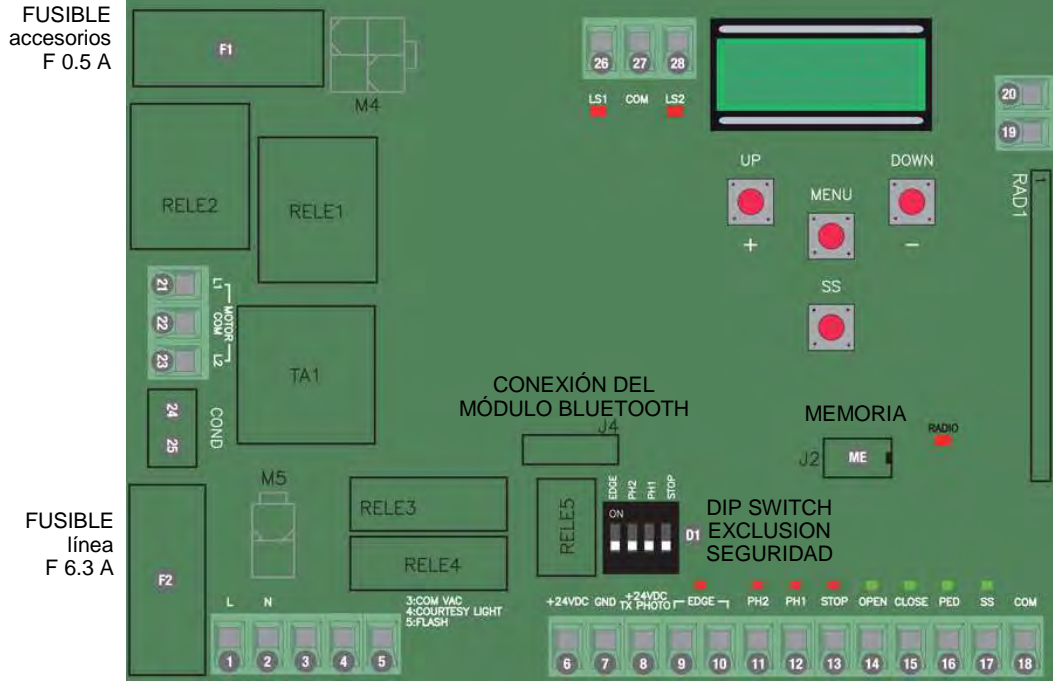 FUSIBLE
accesorios
F 0.5 A
F1
M4
26 27 28
LS1 COM LS2
20
19
UP DOWN
MENU
+ -
SS
RAD1
1
RELE2
RELE1
21
22
23
L1
MOTOR
COM
L2
TA1
24
25
COND
CONEXIÓN DEL
MÓDULO BLUETOOTH
J4
MEMORIA
RADIO
J2 ME
M5
RELE3
RELE4
RELE5
EDGE PH2 PH1 STOP
ON
D1
DIP SWITCH
EXCLUSION
SEGURIDAD
FUSIBLE
línea
F 6.3 A
F2
L N
3:COM VAC
4:COURTESY LIGHT
5:FLASH
+24VDC GND +24VDC TX PHOTO EDGE PH2 PH1 STOP OPEN CLOSE PED SS COM
1 2 3 4 5
6 7 8 9 10 11 12 13 14 15 16 17 18